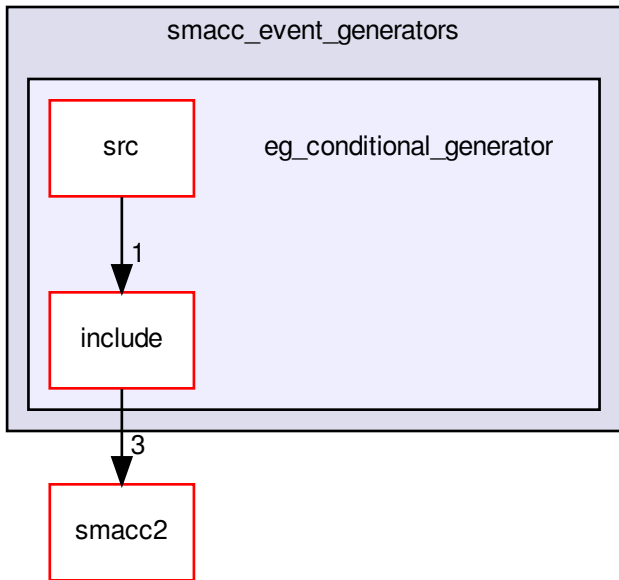 smacc_event_generators
src
eg_conditional_generator
1
include
3
smacc2